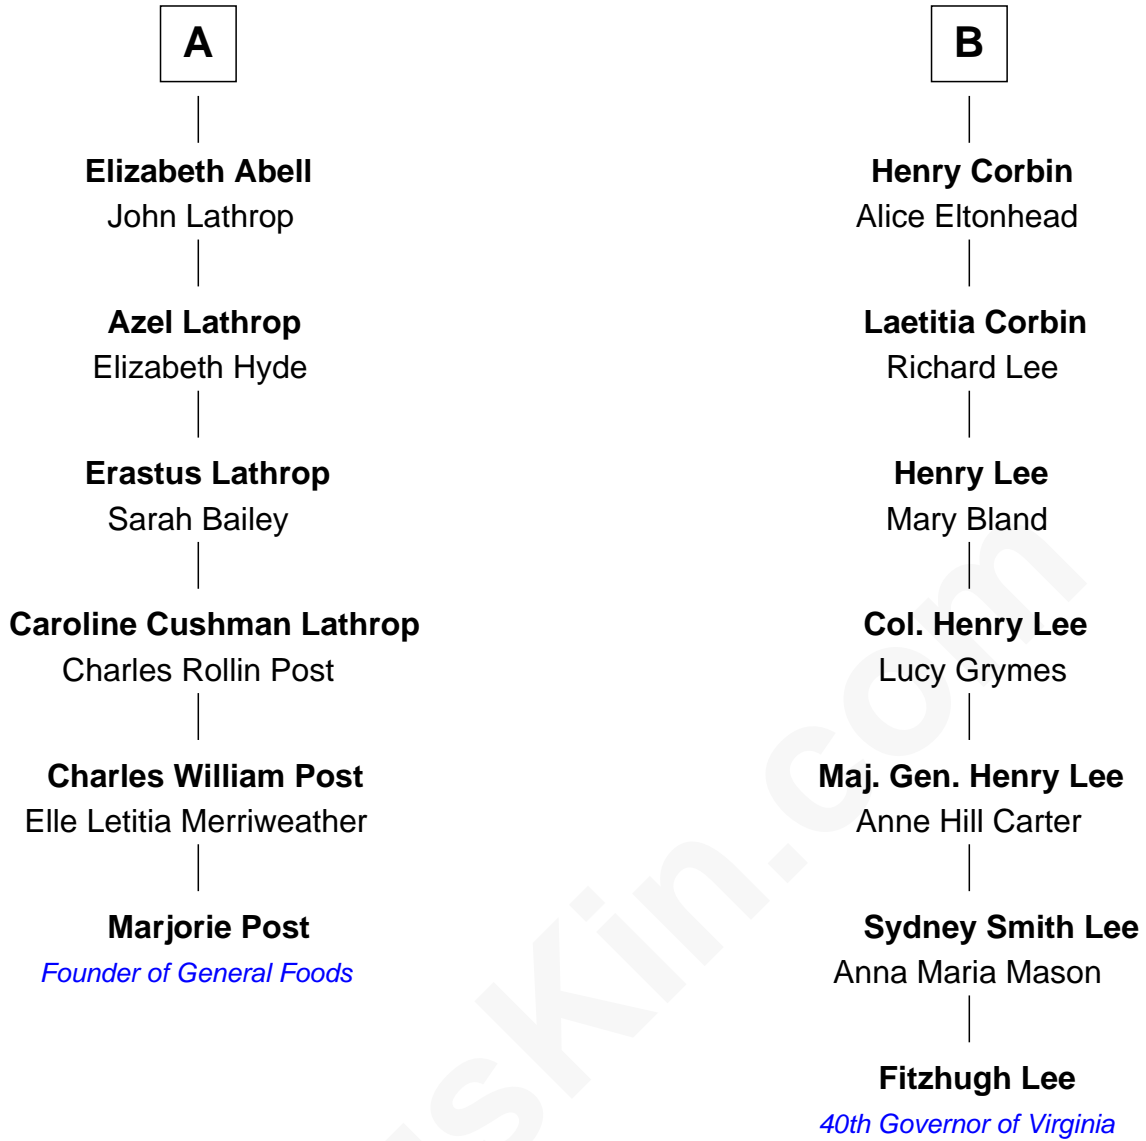 A
Elizabeth Abell
John Lathrop
Azel Lathrop
Elizabeth Hyde
Erastus Lathrop
Sarah Bailey
Caroline Cushman Lathrop
Charles Rollin Post
Charles William Post
Elle Letitia Merriweather
Marjorie Post
Founder of General Foods
B
Henry Corbin
Alice Eltonhead
Laetitia Corbin
Richard Lee
Henry Lee
Mary Bland
Col. Henry Lee
Lucy Grymes
Maj. Gen. Henry Lee
Anne Hill Carter
Sydney Smith Lee
Anna Maria Mason
Fitzhugh Lee
40th Governor of Virginia